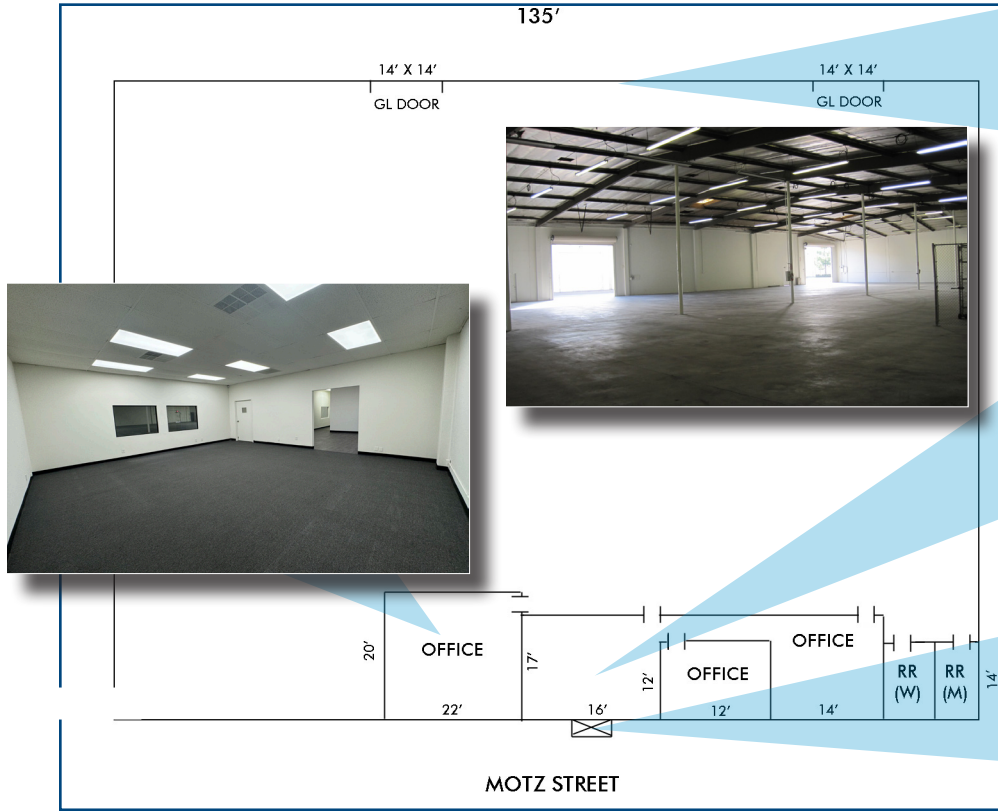 135’
14’ X 14’
GL DOOR
14’ X 14’
GL DOOR
20’
OFFICE
22’
17’
16’
12’
OFFICE
12’
OFFICE
14’
RR
(W)
RR
(M)
14’
MOTZ STREET